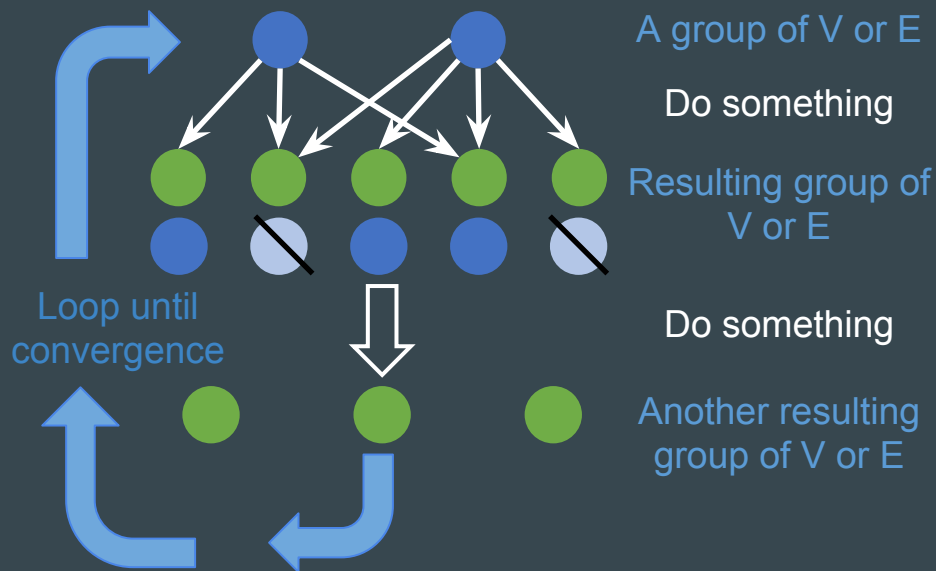 A group of V or E
Do something
Resulting group of
V or E
Loop until
convergence
Do something
Another resulting
group of V or E